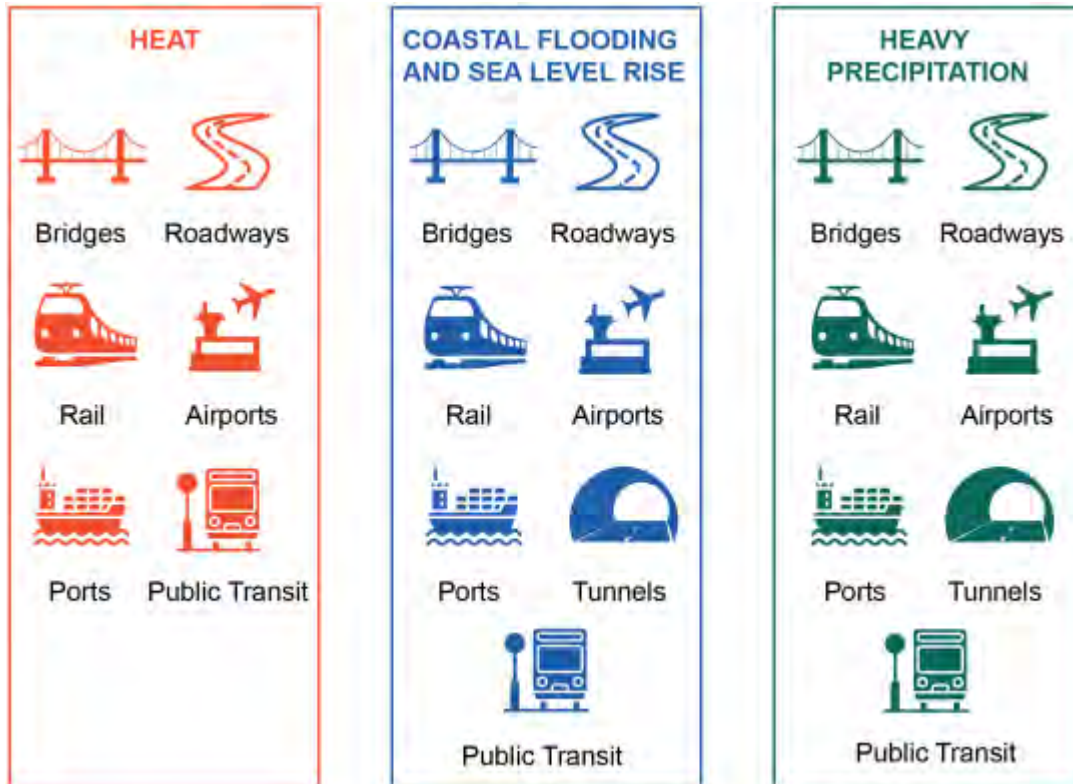 HEAT
Bridges Roadways
Rail Airports
Ports Public Transit
COASTAL FLOODING
AND SEA LEVEL RISE
Bridges Roadways
Rail Airports
Ports Tunnels
Public Transit
HEAVY
PRECIPITATION
Bridges Roadways
Rail Airports
Ports Tunnels
Public Transit